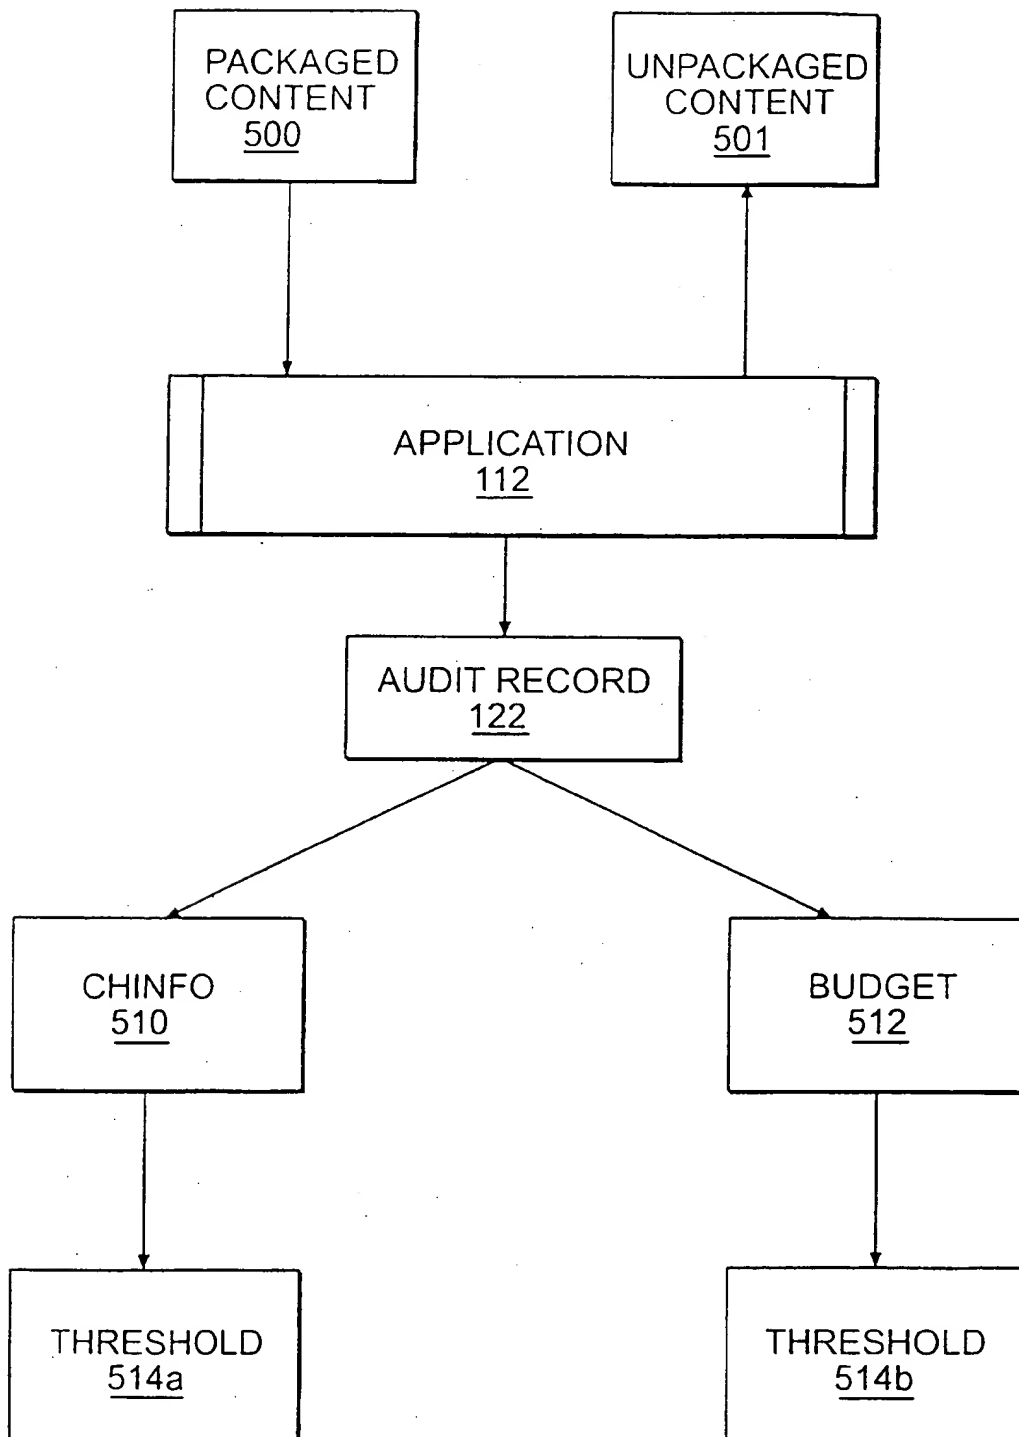 PACKAGED
CONTENT
500
UNPACKAGED
CONTENT
501
APPLICATION
112
AUDIT RECORD
122
CHINFO
510
BUDGET
512
THRESHOLD
514a
THRESHOLD
514b